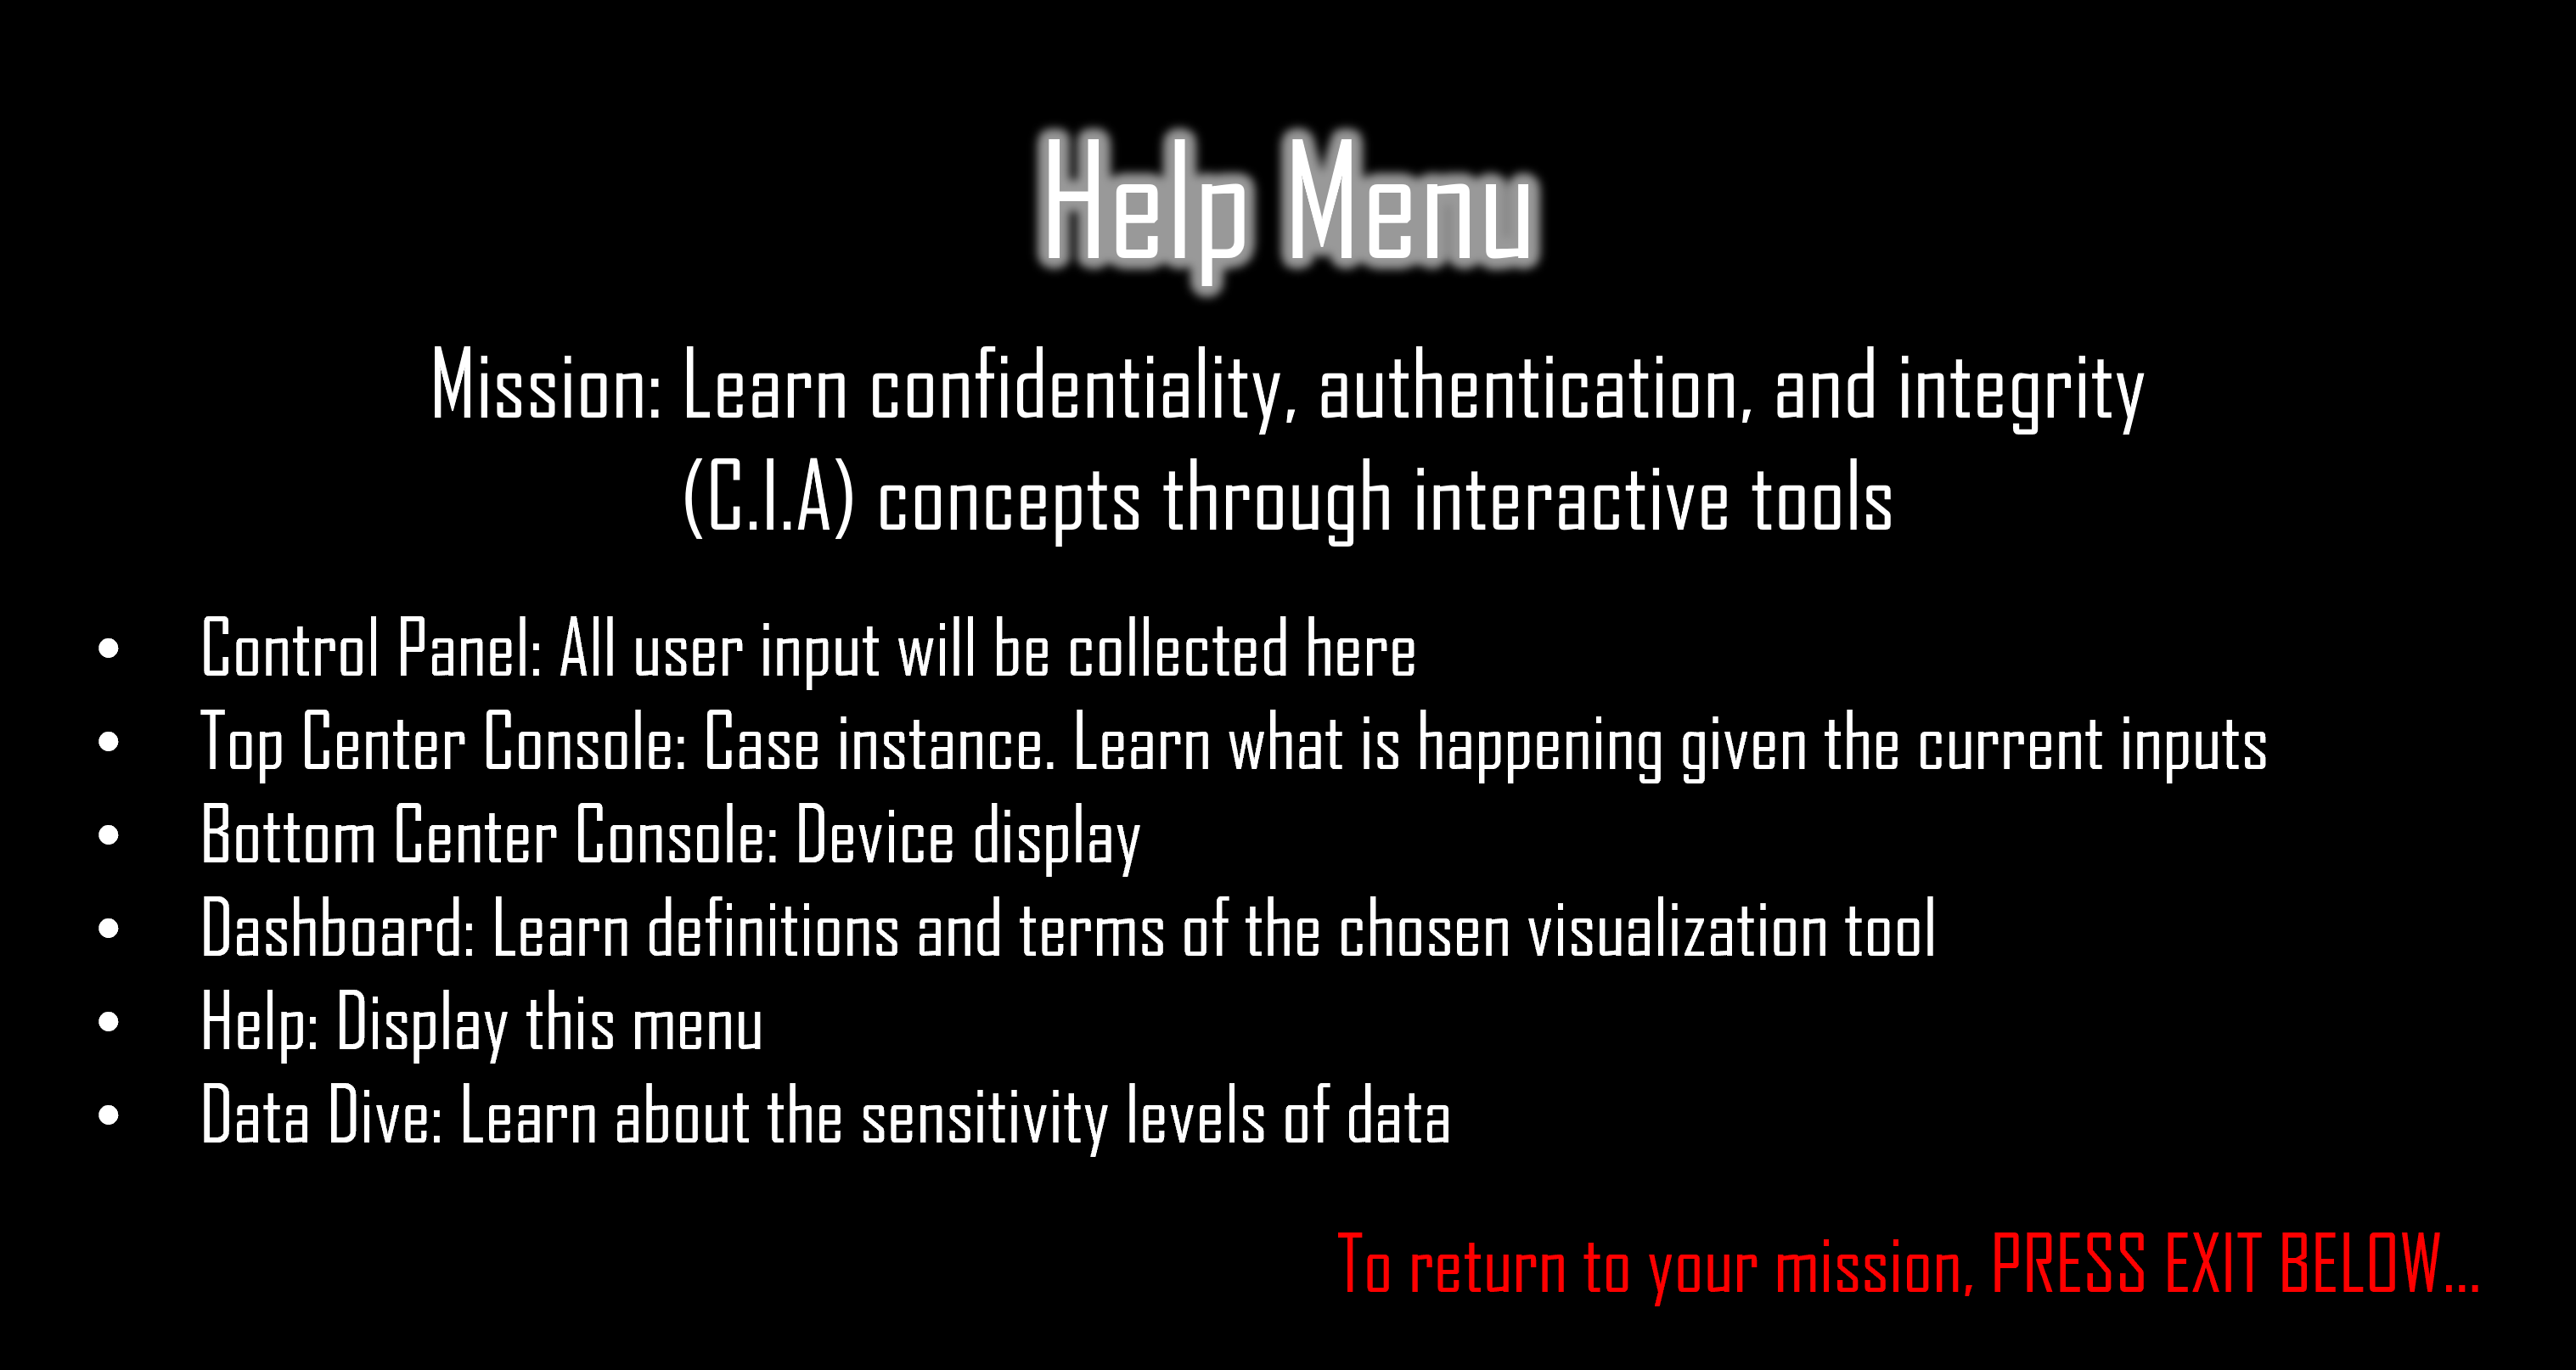 Help Menu
Mission: Learn confidentiality, authentication, and integrity
(C.I.A) concepts through interactive tools
• Control Panel: All user input will be collected here
• Top Center Console: Case instance. Learn what is happening given the current inputs
• Bottom Center Console: Device display
• Dashboard: Learn definitions and terms of the chosen visualization tool
• Help: Display this menu
• Data Dive: Learn about the sensitivity levels of data
To return to your mission, PRESS EXIT BELOW...